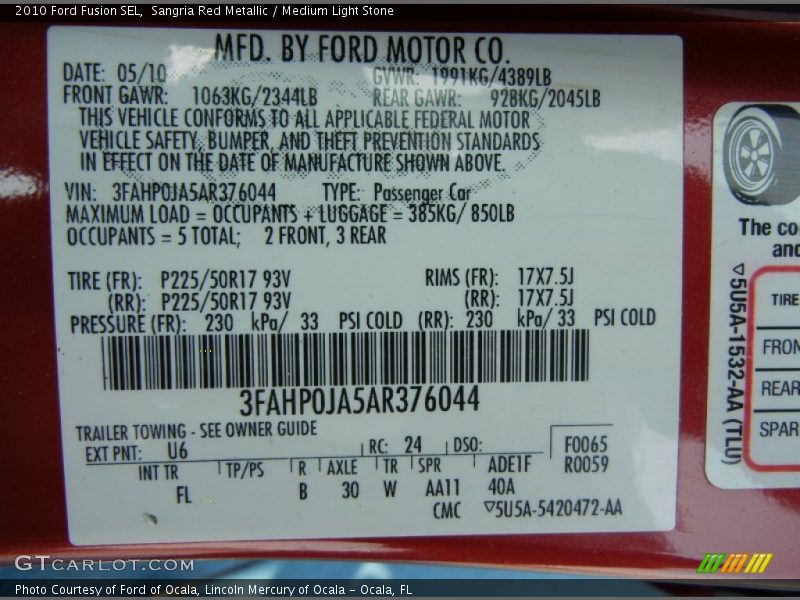 2010 Ford Fusion SEL, Sangria Red Metallic / Medium Light Stone
MFD. BY FORD MOTOR CO.
DATE: 05/10 GVWR: 1991KG/4389LB
FRONT GAWR: 1063KG/2344LB REAR GAWR: 928KG/2045LB
THIS VEHICLE CONFORMS TO ALL APPLICABLE FEDERAL MOTOR
VEHICLE SAFETY, BUMPER, AND THEFT PREVENTION STANDARDS
IN EFFECT ON THE DATE OF MANUFACTURE SHOWN ABOVE.
VIN: 3FAHP0JA5AR376044 TYPE: Passenger Car
MAXIMUM LOAD = OCCUPANTS + LUGGAGE = 385KG/ 850LB
OCCUPANTS = 5 TOTAL; 2 FRONT, 3 REAR
TIRE (FR): P225/50R17 93V RIMS (FR): 17X7.5J
(RR): P225/50R17 93V (RR): 17X7.5J
PRESSURE (FR): 230 kPa/ 33 PSI COLD (RR): 230 kPa/ 33 PSI COLD
3FAHP0JA5AR376044
TRAILER TOWING - SEE OWNER GUIDE
EXT PNT: U6 RC: 24 DSO: F0065
R0059
INT TR TP/PS R AXLE TR SPR ADE1F
FL B 30 W AA11 40A
CMC ▽5U5A-5420472-AA
The co
and
▽5U5A-1532-AA (TLU)
TIRE
FRON
REAR
SPAR
GTCARLOT.COM
Photo Courtesy of Ford of Ocala, Lincoln Mercury of Ocala - Ocala, FL